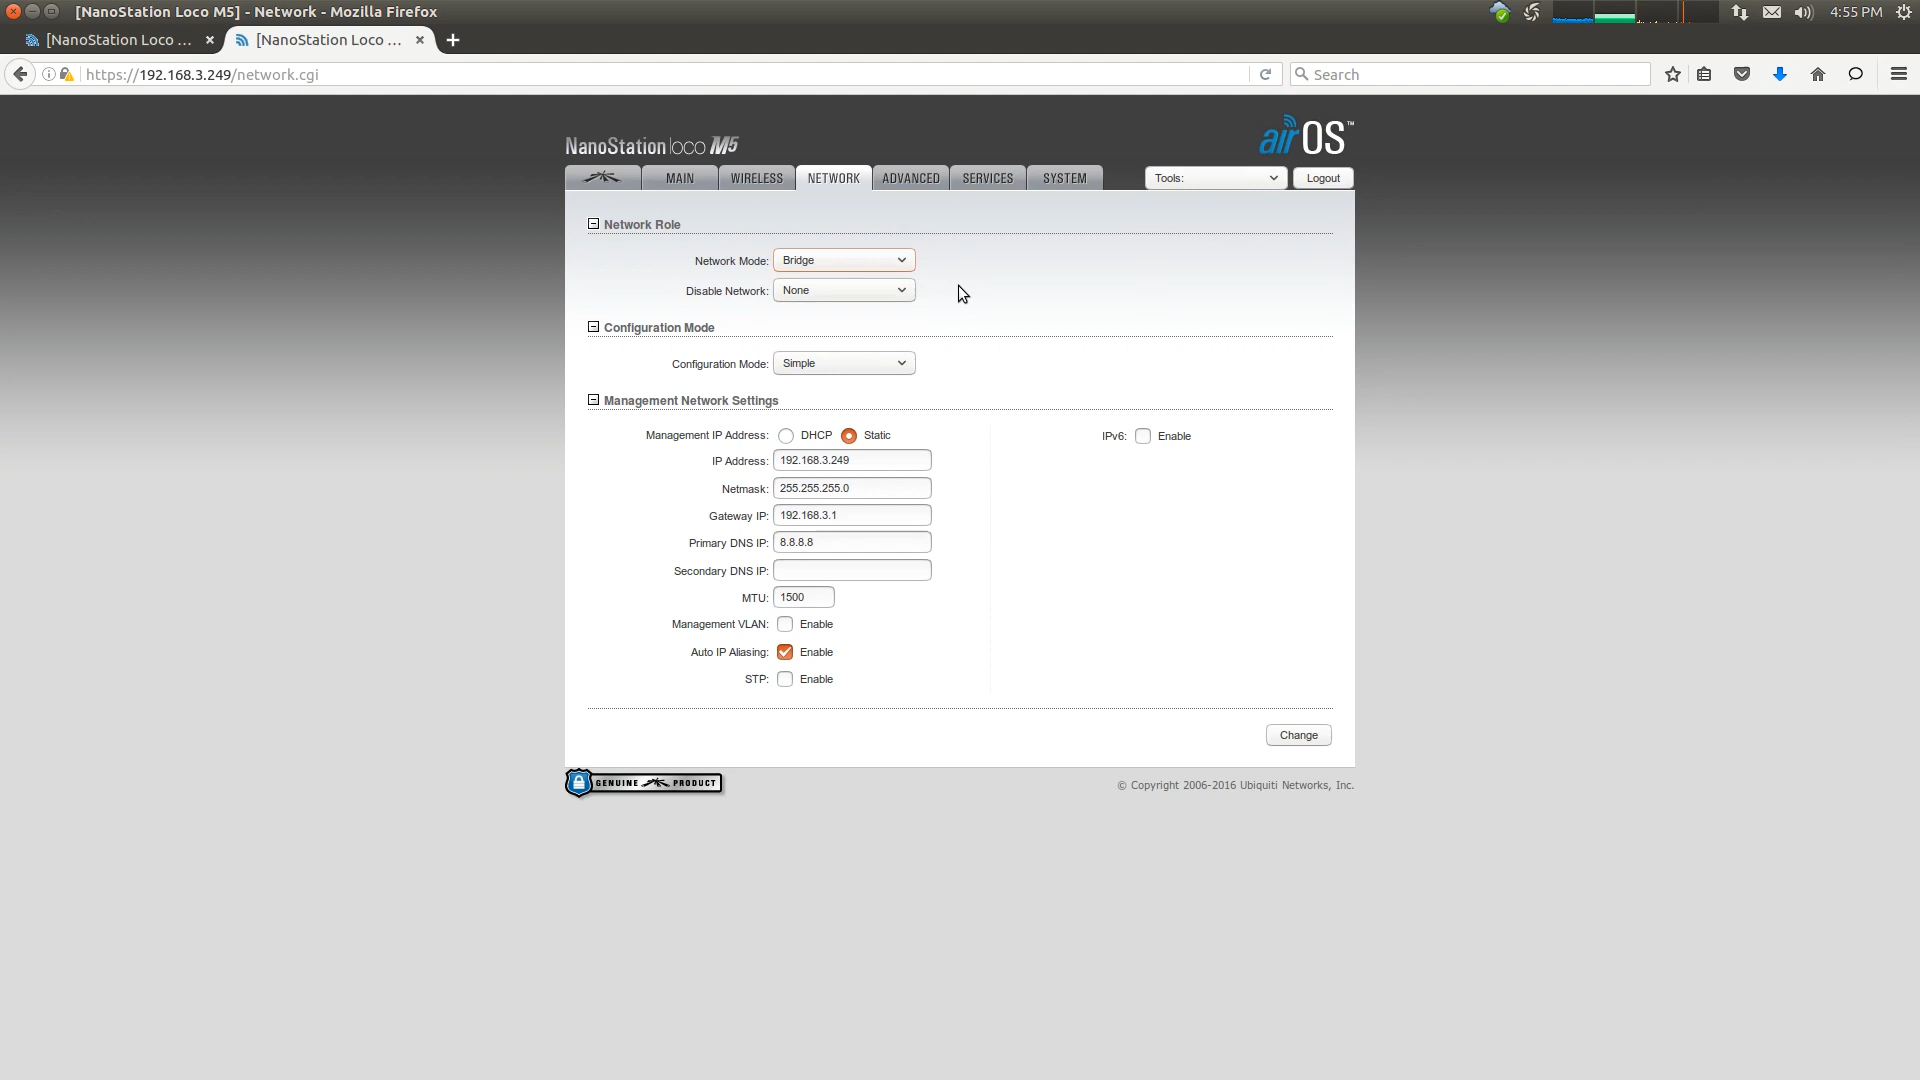 [NanoStation Loco M5] - Network - Mozilla Firefox
4:55 PM
[NanoStation Loco ...
[NanoStation Loco ...
https://192.168.3.249/network.cgi
Search
NanoStation loco M5
airOS™
MAIN
WIRELESS
NETWORK
ADVANCED
SERVICES
SYSTEM
Tools:
Logout
Network Role
Network Mode: Bridge
Disable Network: None
Configuration Mode
Configuration Mode: Simple
Management Network Settings
Management IP Address: DHCP Static
IPv6: Enable
IP Address: 192.168.3.249
Netmask: 255.255.255.0
Gateway IP: 192.168.3.1
Primary DNS IP: 8.8.8.8
Secondary DNS IP:
MTU: 1500
Management VLAN: Enable
Auto IP Aliasing: Enable
STP: Enable
Change
GENUINE PRODUCT
© Copyright 2006-2016 Ubiquiti Networks, Inc.